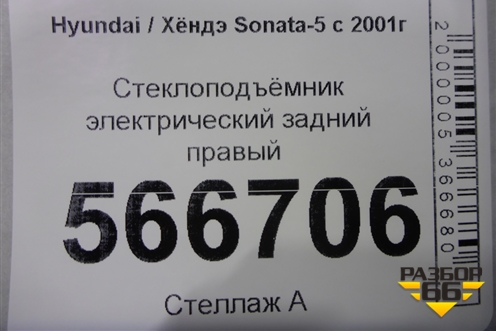 Hyundai / Хёндэ Sonata-5 с 2001г
Стеклоподъёмник
электрический задний
правый
566706
Стеллаж А
2000005366680
РАЗБОР
66